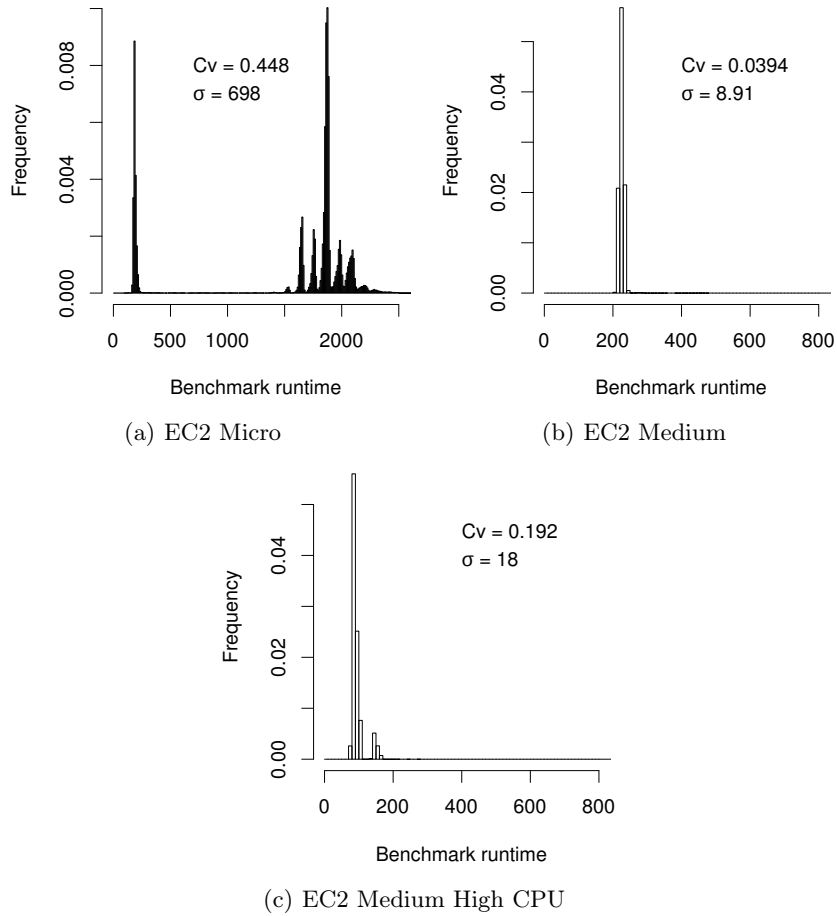 Frequency
0.000 0.004 0.008
Cv = 0.448
σ = 698
0 500 1000 2000
Benchmark runtime
(a) EC2 Micro
Frequency
0.00 0.02 0.04
Cv = 0.0394
σ = 8.91
0 200 400 600 800
Benchmark runtime
(b) EC2 Medium
Frequency
0.00 0.02 0.04
Cv = 0.192
σ = 18
0 200 400 600 800
Benchmark runtime
(c) EC2 Medium High CPU